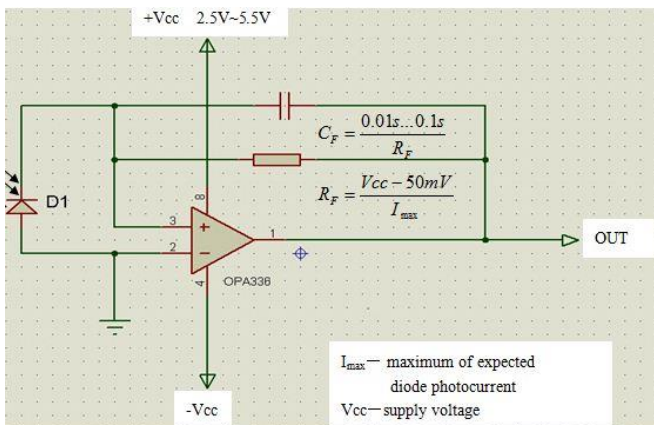 +Vcc 2.5V~5.5V
C_F = 0.01s...0.1s / R_F
R_F = Vcc − 50mV / I_max
D1
8
3
+
1
2
−
OUT
4
OPA336
I_max— maximum of expected
diode photocurrent
Vcc—supply voltage
-Vcc